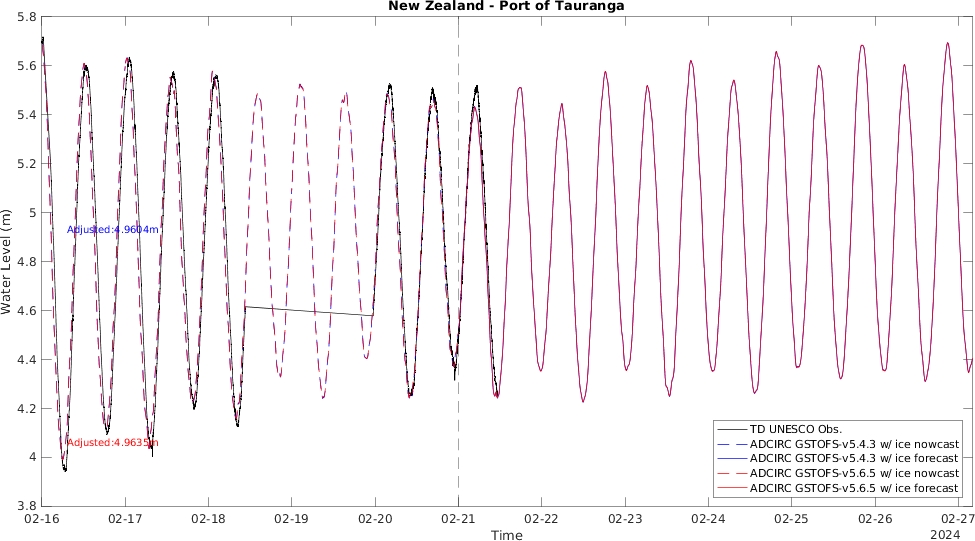 New Zealand - Port of Tauranga
5.8
5.6
5.4
5.2
5
4.8
4.6
4.4
4.2
4
3.8
Water Level (m)
Adjusted:4.9604m
Adjusted:4.9635m
TD UNESCO Obs.
ADCIRC GSTOFS-v5.4.3 w/ ice nowcast
ADCIRC GSTOFS-v5.4.3 w/ ice forecast
ADCIRC GSTOFS-v5.6.5 w/ ice nowcast
ADCIRC GSTOFS-v5.6.5 w/ ice forecast
02-16 02-17 02-18 02-19 02-20 02-21 02-22 02-23 02-24 02-25 02-26 02-27
Time
2024